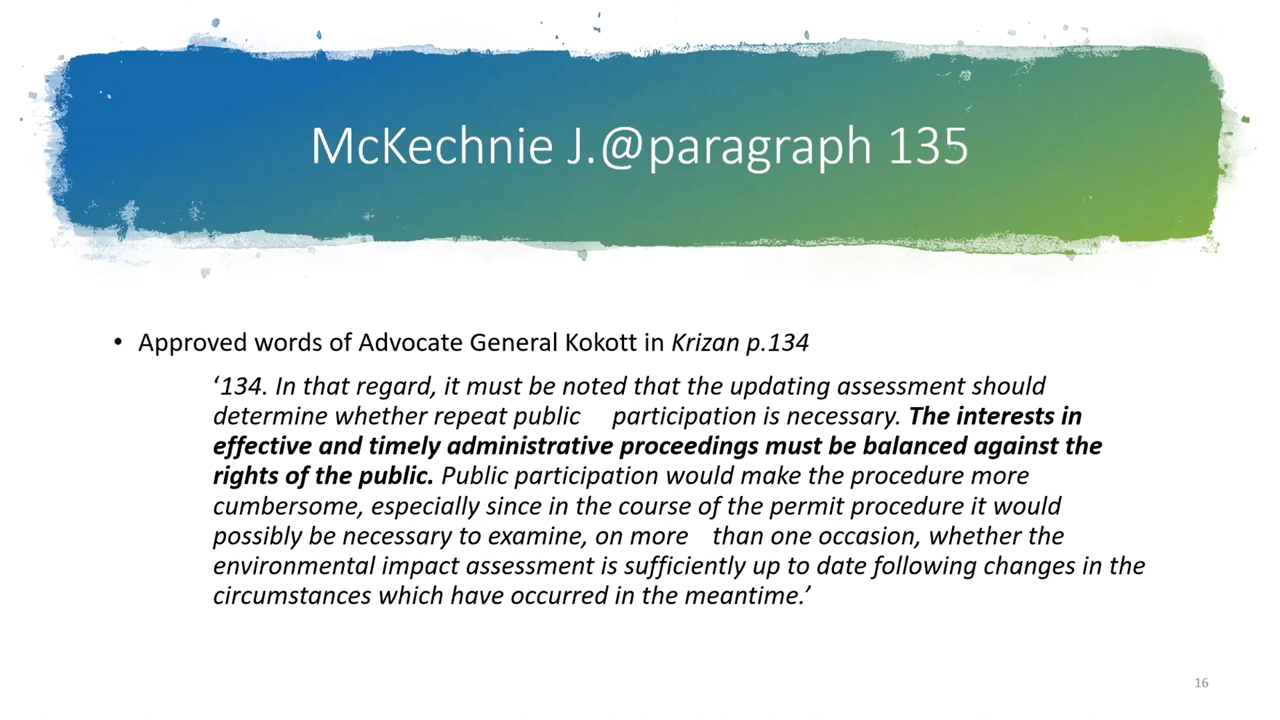 McKechnie J.@paragraph 135
• Approved words of Advocate General Kokott in Krizan p.134
‘134. In that regard, it must be noted that the updating assessment should
determine whether repeat public participation is necessary. The interests in
effective and timely administrative proceedings must be balanced against the
rights of the public. Public participation would make the procedure more
cumbersome, especially since in the course of the permit procedure it would
possibly be necessary to examine, on more than one occasion, whether the
environmental impact assessment is sufficiently up to date following changes in the
circumstances which have occurred in the meantime.’
16